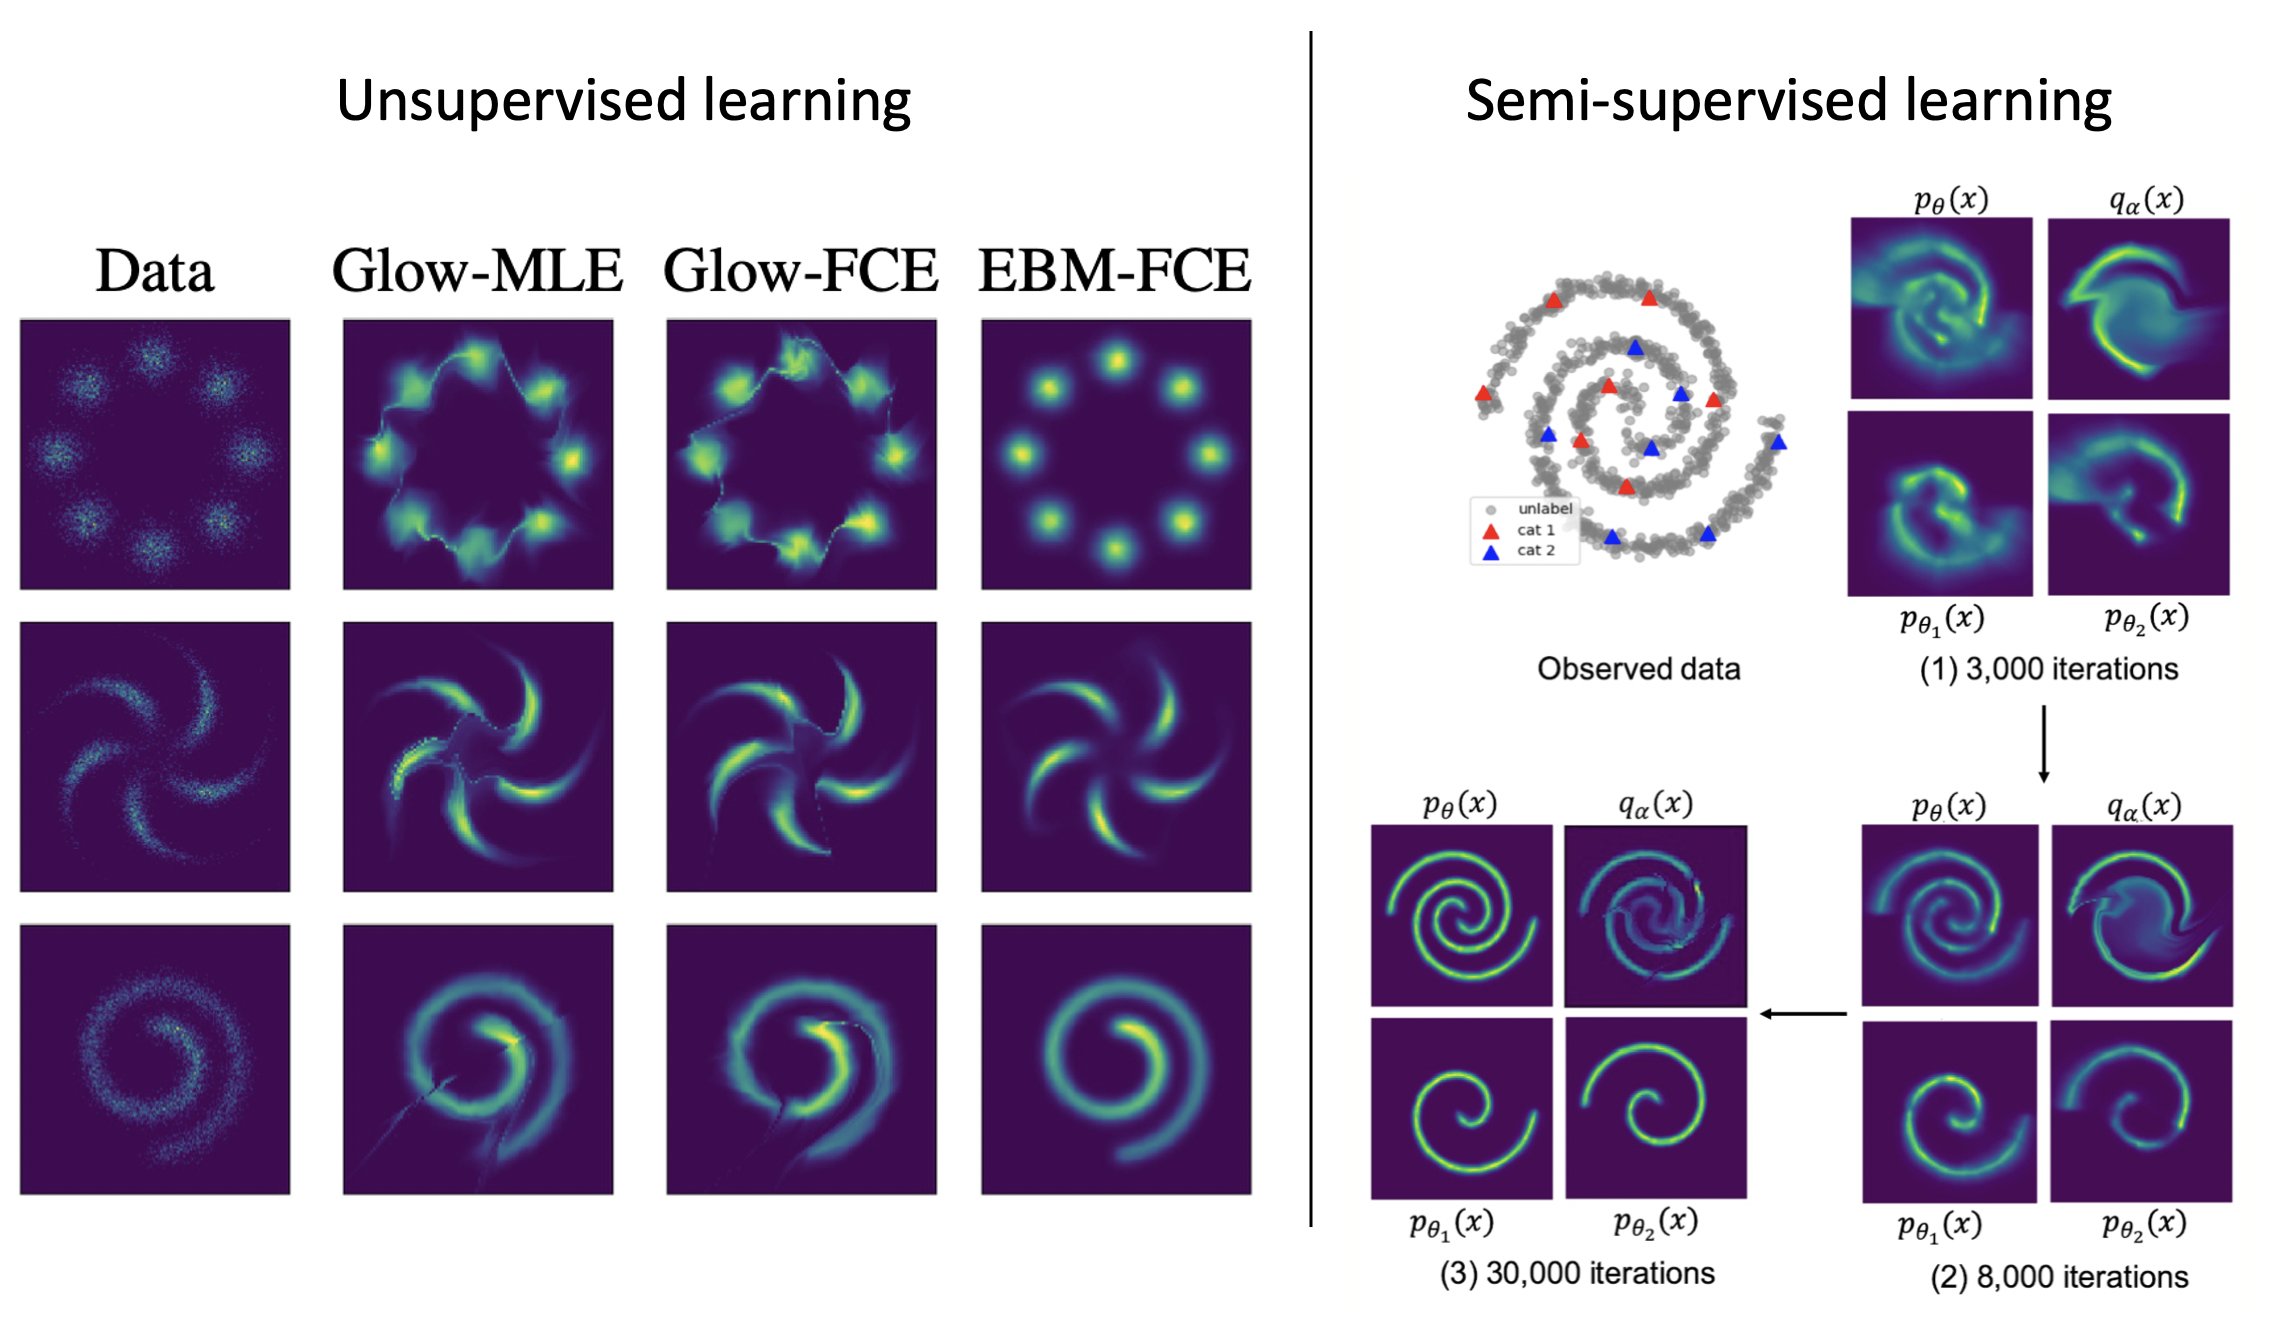 Unsupervised learning
Data Glow-MLE Glow-FCE EBM-FCE
Semi-supervised learning
unlabel
cat 1
cat 2
Observed data
pθ(x) qα(x)
pθ₁(x) pθ₂(x)
(1) 3,000 iterations
pθ(x) qα(x)
pθ₁(x) pθ₂(x)
(2) 8,000 iterations
pθ(x) qα(x)
pθ₁(x) pθ₂(x)
(3) 30,000 iterations